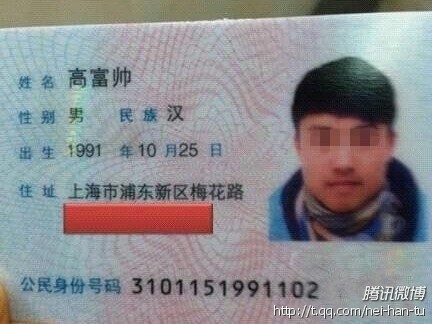 姓名 高富帅
性别 男 民族 汉
出生 1991 年 10 月 25 日
住址 上海市浦东新区梅花路
公民身份号码 3101151991102
腾讯微博
http://t.qq.com/nei-han-tu